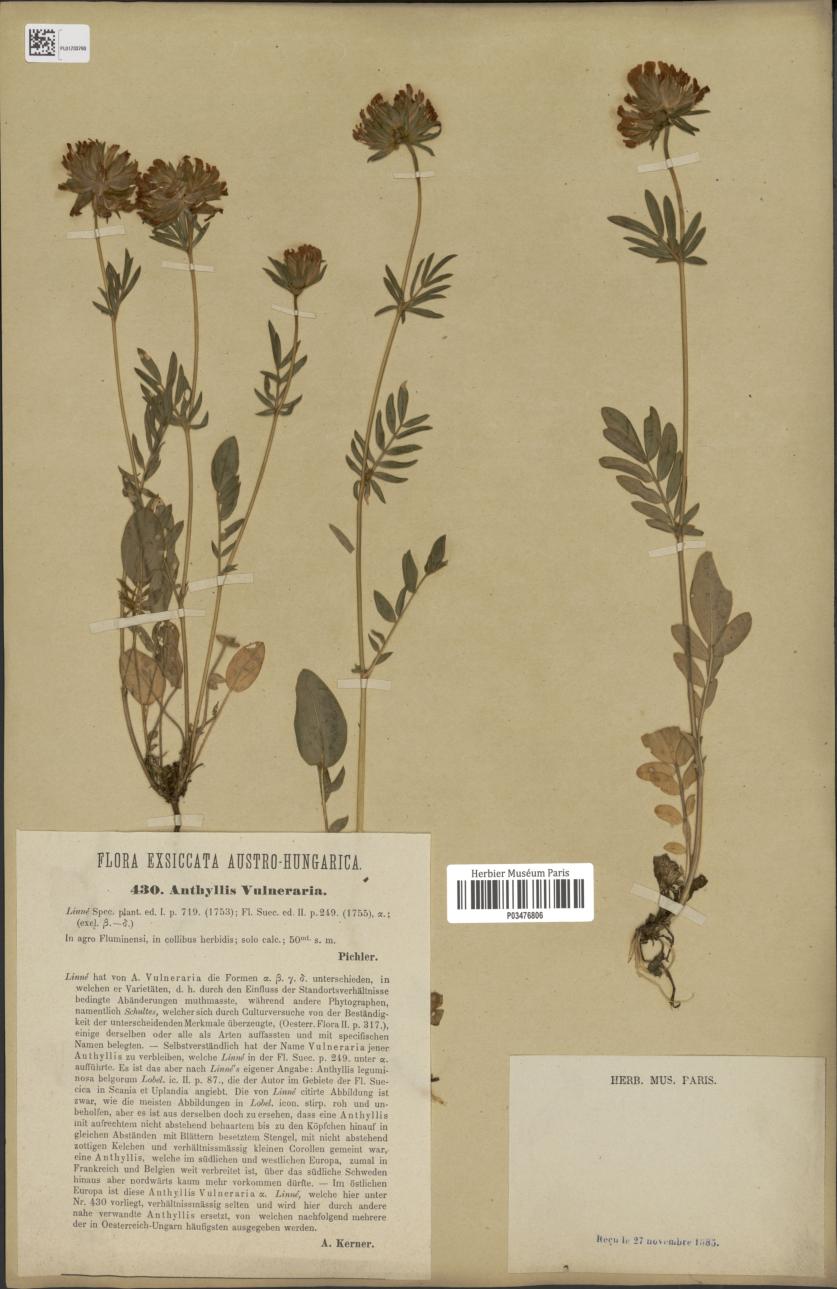 PL01733790
FLORA EXSICCATA AUSTRO-HUNGARICA.
430. Anthyllis Vulneraria.
Linné Spec. plant. ed. I. p. 719. (1753); Fl. Suec. ed. II. p. 249. (1755), α.;
(excl. β.—δ.)
In agro Fluminensi, in collibus herbidis; solo calc.; 50mt. s. m.
Pichler.
Linné hat von A. Vulneraria die Formen α. β. γ. δ. unterschieden, in
welchen er Varietäten, d. h. durch den Einfluss der Standortsverhältnisse
bedingte Abänderungen muthmasste, während andere Phytographen,
namentlich Schultes, welcher sich durch Culturversuche von der Beständig-
keit der unterscheidenden Merkmale überzeugte, (Oesterr. Flora II. p. 317.),
einige derselben oder alle als Arten auffassten und mit specifischen
Namen belegten. — Selbstverständlich hat der Name Vulneraria jener
Anthyllis zu verbleiben, welche Linné in der Fl. Suec. p. 249. unter α.
aufführte. Es ist das aber nach Linné's eigener Angabe: Anthyllis legumi-
nosa belgorum Lobel. ic. II. p. 87., die der Autor im Gebiete der Fl. Sue-
cica in Scania et Uplandia angiebt. Die von Linné citirte Abbildung ist
zwar, wie die meisten Abbildungen in Lobel. icon. stirp. roh und un-
beholfen, aber es ist aus derselben doch zu ersehen, dass eine Anthyllis
mit aufrechtem nicht abstehend behaartem bis zu den Köpfchen hinauf in
gleichen Abständen mit Blättern besetztem Stengel, mit nicht abstehend
zottigen Kelchen und verhältnissmässig kleinen Corollen gemeint war,
eine Anthyllis, welche im südlichen und westlichen Europa, zumal in
Frankreich und Belgien weit verbreitet ist, über das südliche Schweden
hinaus aber nordwärts kaum mehr vorkommen dürfte. — Im östlichen
Europa ist diese Anthyllis Vulneraria α. Linné, welche hier unter
Nr. 430 vorliegt, verhältnissmässig selten und wird hier durch andere
nahe verwandte Anthyllis ersetzt, von welchen nachfolgend mehrere
der in Oesterreich-Ungarn häufigsten ausgegeben werden.
A. Kerner.
Herbier Muséum Paris
P03476806
HERB. MUS. PARIS.
Reçu le 27 novembre 1885.